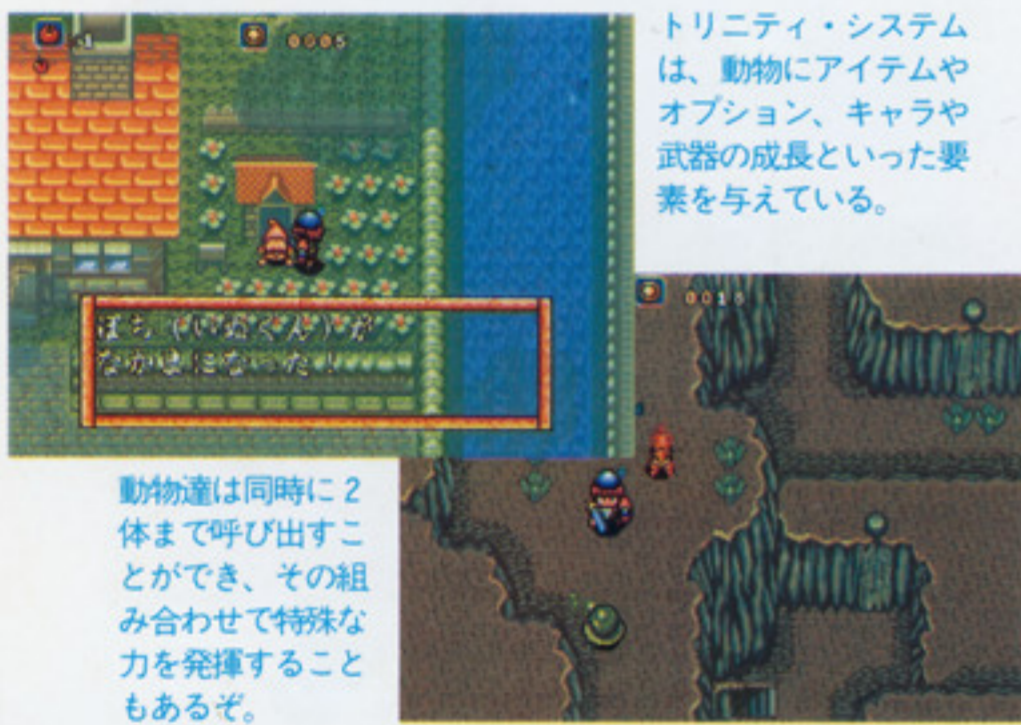 トリニティ・システム
は、動物にアイテムや
オプション、キャラや
武器の成長といった要
素を与えている。
x1
0005
ぽち(いぬくん)が
なかまになった!
動物達は同時に2
体まで呼び出すこ
とができ、その組
み合わせて特殊な
力を発揮すること
もあるぞ。